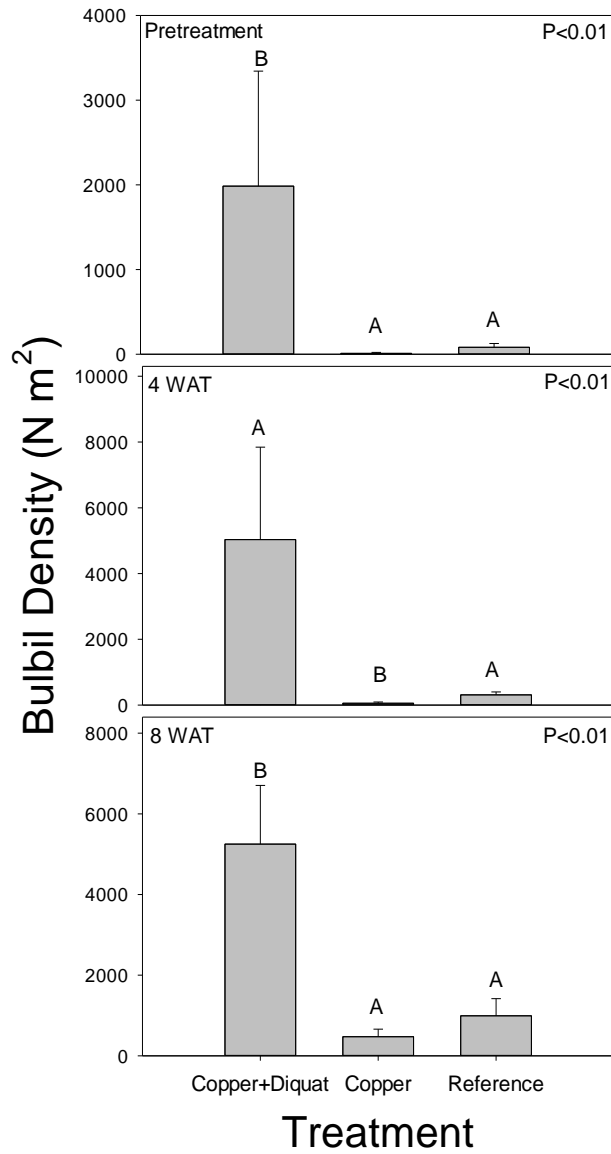 Bulbil Density (N m²)
Pretreatment P<0.01
4000
3000
2000
1000
0
B
A
A
4 WAT P<0.01
10000
8000
6000
4000
2000
0
A
B
A
8 WAT P<0.01
8000
6000
4000
2000
0
B
A
A
Copper+Diquat Copper Reference
Treatment